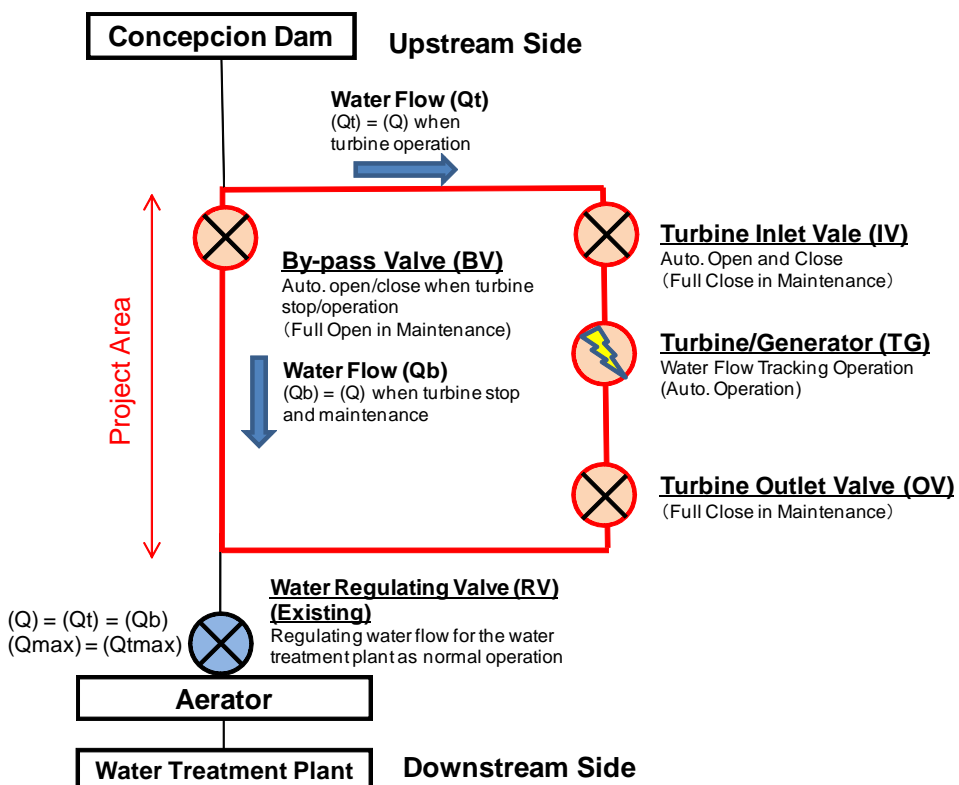 Concepcion Dam
Upstream Side
Water Flow (Qt)
(Qt) = (Q) when
turbine operation
Project Area
By-pass Valve (BV)
Auto. open/close when turbine
stop/operation
(Full Open in Maintenance)
Water Flow (Qb)
(Qb) = (Q) when turbine stop
and maintenance
Turbine Inlet Vale (IV)
Auto. Open and Close
(Full Close in Maintenance)
Turbine/Generator (TG)
Water Flow Tracking Operation
(Auto. Operation)
Turbine Outlet Valve (OV)
(Full Close in Maintenance)
(Q) = (Qt) = (Qb)
(Qmax) = (Qtmax)
Water Regulating Valve (RV)
(Existing)
Regulating water flow for the water
treatment plant as normal operation
Aerator
Water Treatment Plant
Downstream Side